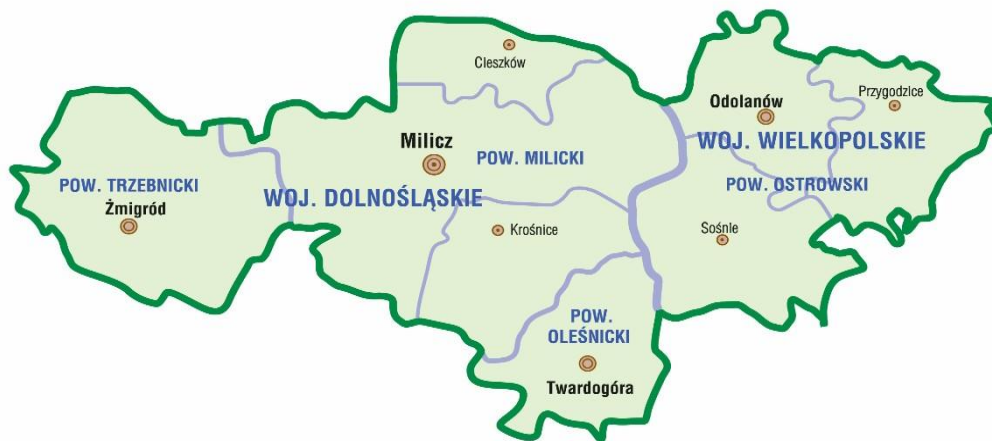 Cieszków
Przygodzice
Odolanów
Milicz
WOJ. WIELKOPOLSKIE
POW. MILICKI
POW. TRZEBNICKI
WOJ. DOLNOŚLĄSKIE
POW. OSTROWSKI
Żmigród
Krośnice
Sośnie
POW.
OLEŚNICKI
Twardogóra